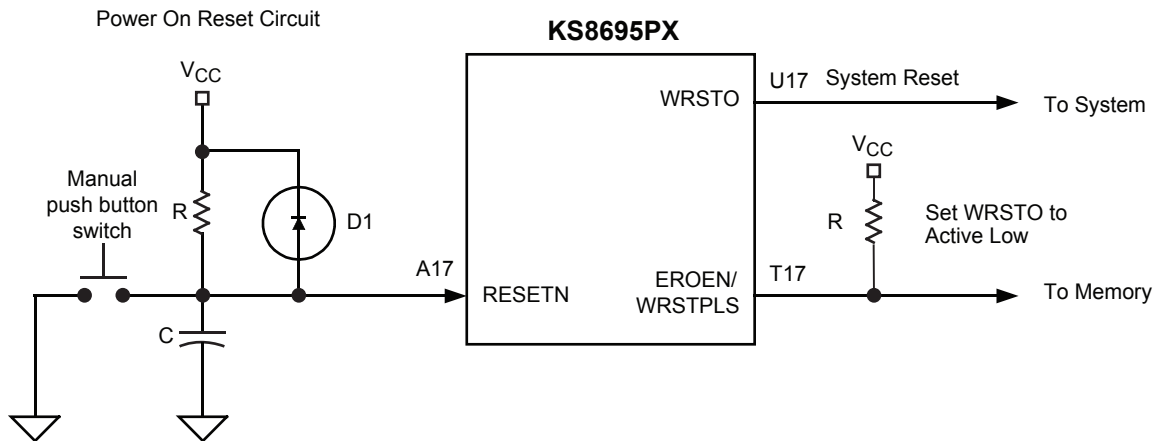 Power On Reset Circuit
KS8695PX
VCC
U17
System Reset
WRSTO
To System
VCC
Manual
push button
switch
R
D1
R
Set WRSTO to
Active Low
A17
T17
RESETN
EROEN/
WRSTPLS
To Memory
C